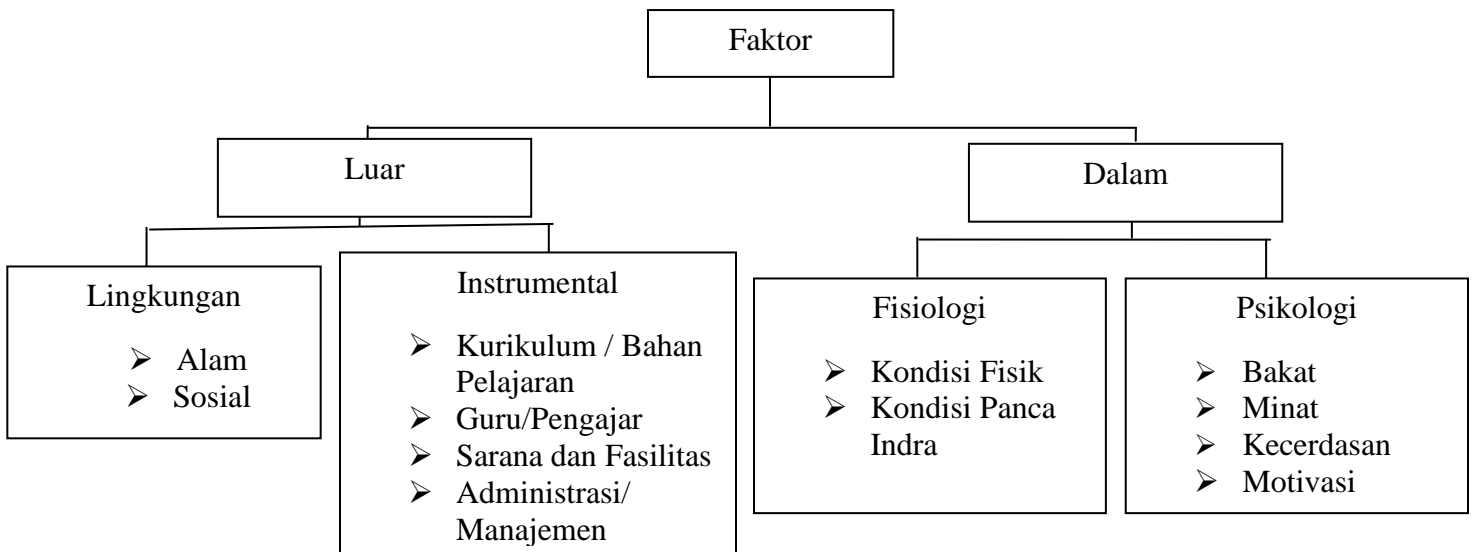 Faktor
Luar
Dalam
Lingkungan
➢ Alam
➢ Sosial
Instrumental
➢ Kurikulum / Bahan
Pelajaran
➢ Guru/Pengajar
➢ Sarana dan Fasilitas
➢ Administrasi/
Manajemen
Fisiologi
➢ Kondisi Fisik
➢ Kondisi Panca
Indra
Psikologi
➢ Bakat
➢ Minat
➢ Kecerdasan
➢ Motivasi